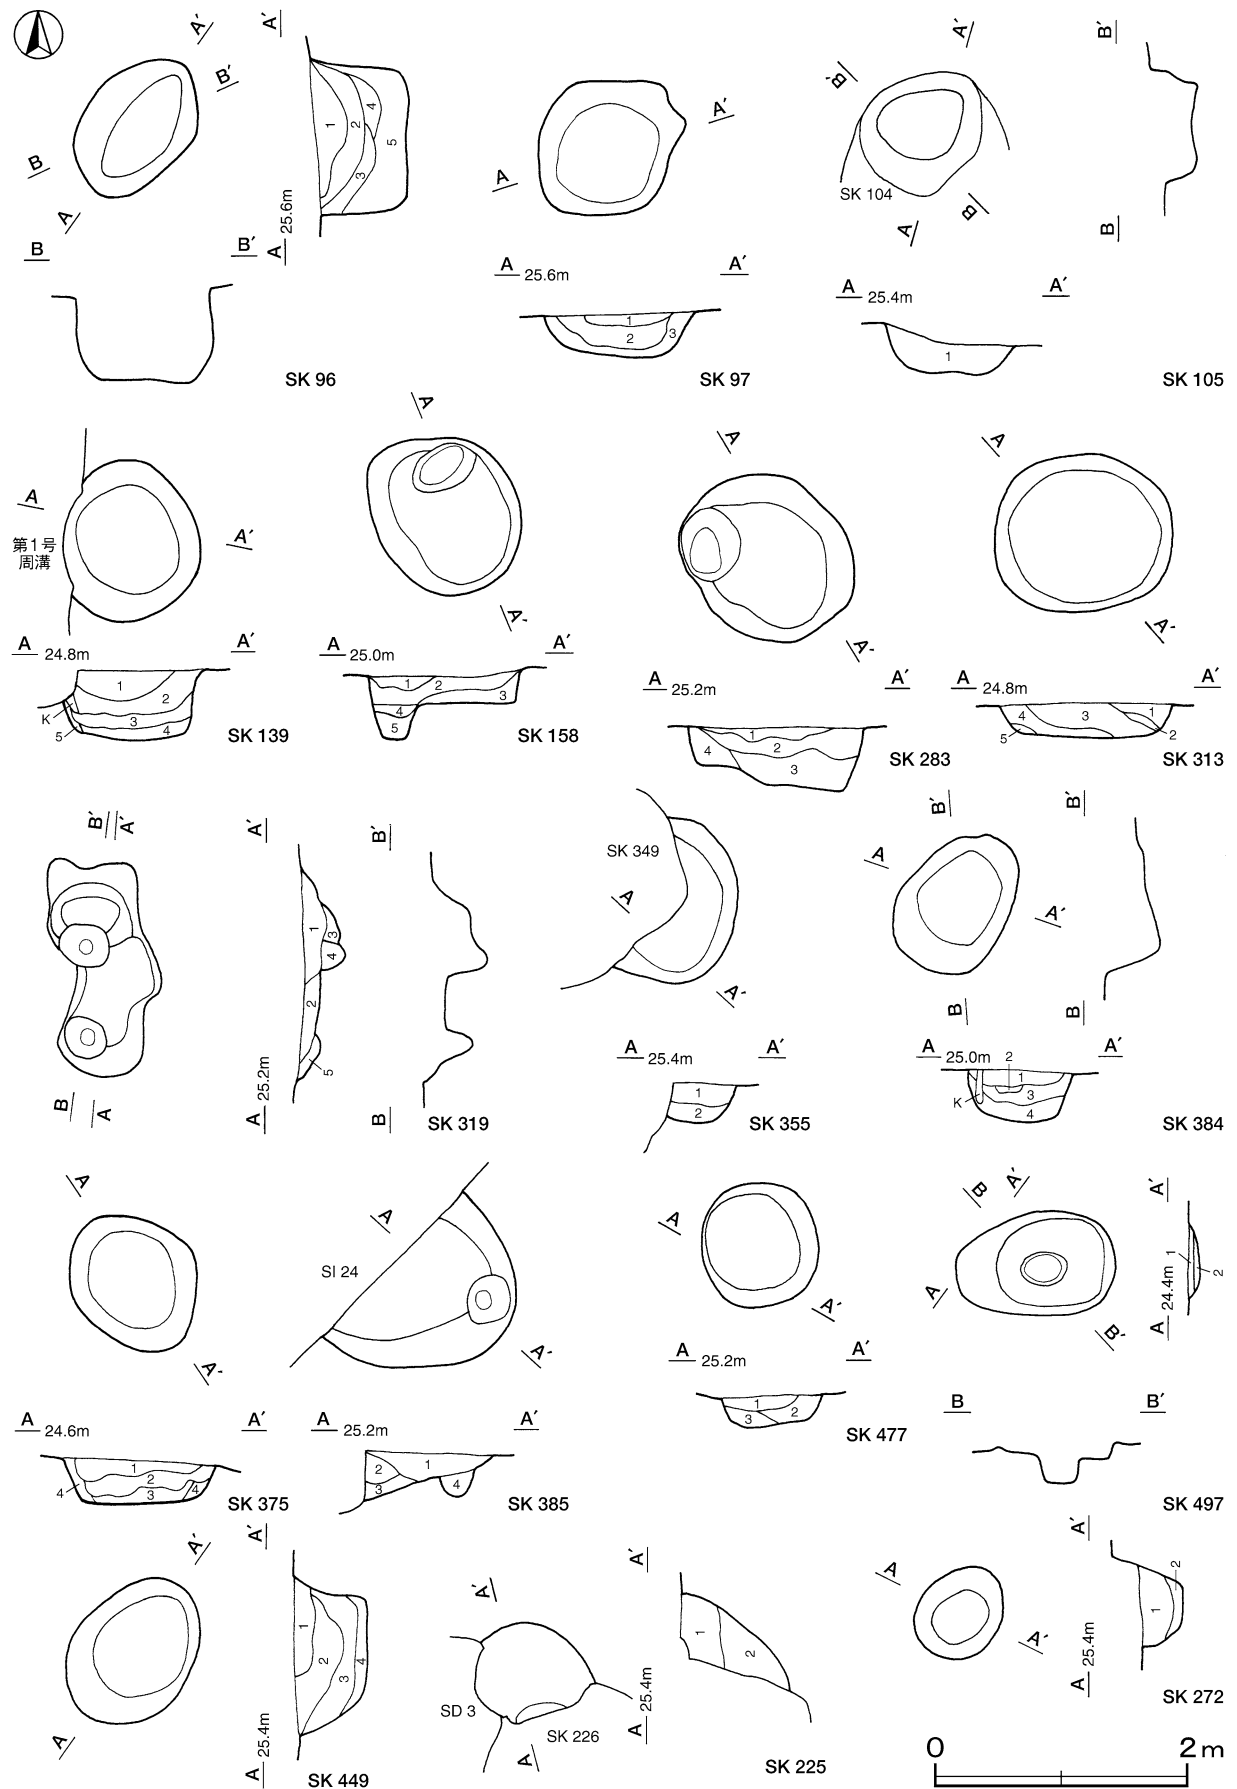 A′
B′
B
A
A′
1 2 4 5 3
A 25.6m
B B′
SK 96
A′
A
A 25.6m A′
1
2 3
SK 97
A′
B′
SK 104
B
A
B′
B
A 25.4m A′
1
SK 105
A
第1号
周溝
A′
A 24.8m A′
1
2
K
3
5 4
SK 139
A
A′
A 25.0m A′
1 2
3
4
5
SK 158
A
A′
A 25.2m A′
1
2
4
3
SK 283
A
A′
A 24.8m A′
4 3 1
5 2
SK 313
B′ A′
B A
A′
1
3
4
2
5
A 25.2m
B′
B
SK 319
SK 349
A
A′
A 25.4m A′
1
2
SK 355
B′
A
A′
B
B′
B
A 25.0m A′
2
1
K 3
4
SK 384
A
A′
A 24.6m A′
1
2
4 3 4
SK 375
A
SI 24
A′
A 25.2m A′
2 1
3 4
SK 385
A
A′
A 25.2m A′
1
3 2
SK 477
B A′
A
B′
A′
1
2
A 24.4m
B B′
SK 497
A′
A
A′
1
2
3 4
A 25.4m
SK 449
A′
SD 3
SK 226
A
A′
1
2
A 25.4m
SK 225
A
A′
A′
2
1
A 25.4m
SK 272
0 2 m